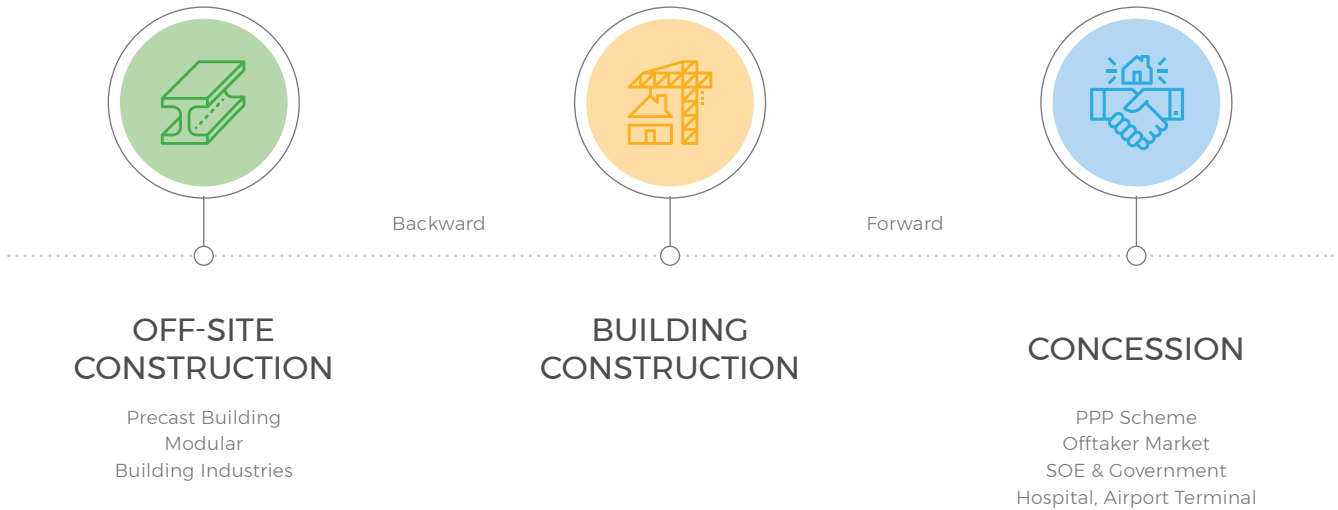 Backward
Forward
OFF-SITE
CONSTRUCTION
Precast Building
Modular
Building Industries
BUILDING
CONSTRUCTION
CONCESSION
PPP Scheme
Offtaker Market
SOE & Government
Hospital, Airport Terminal